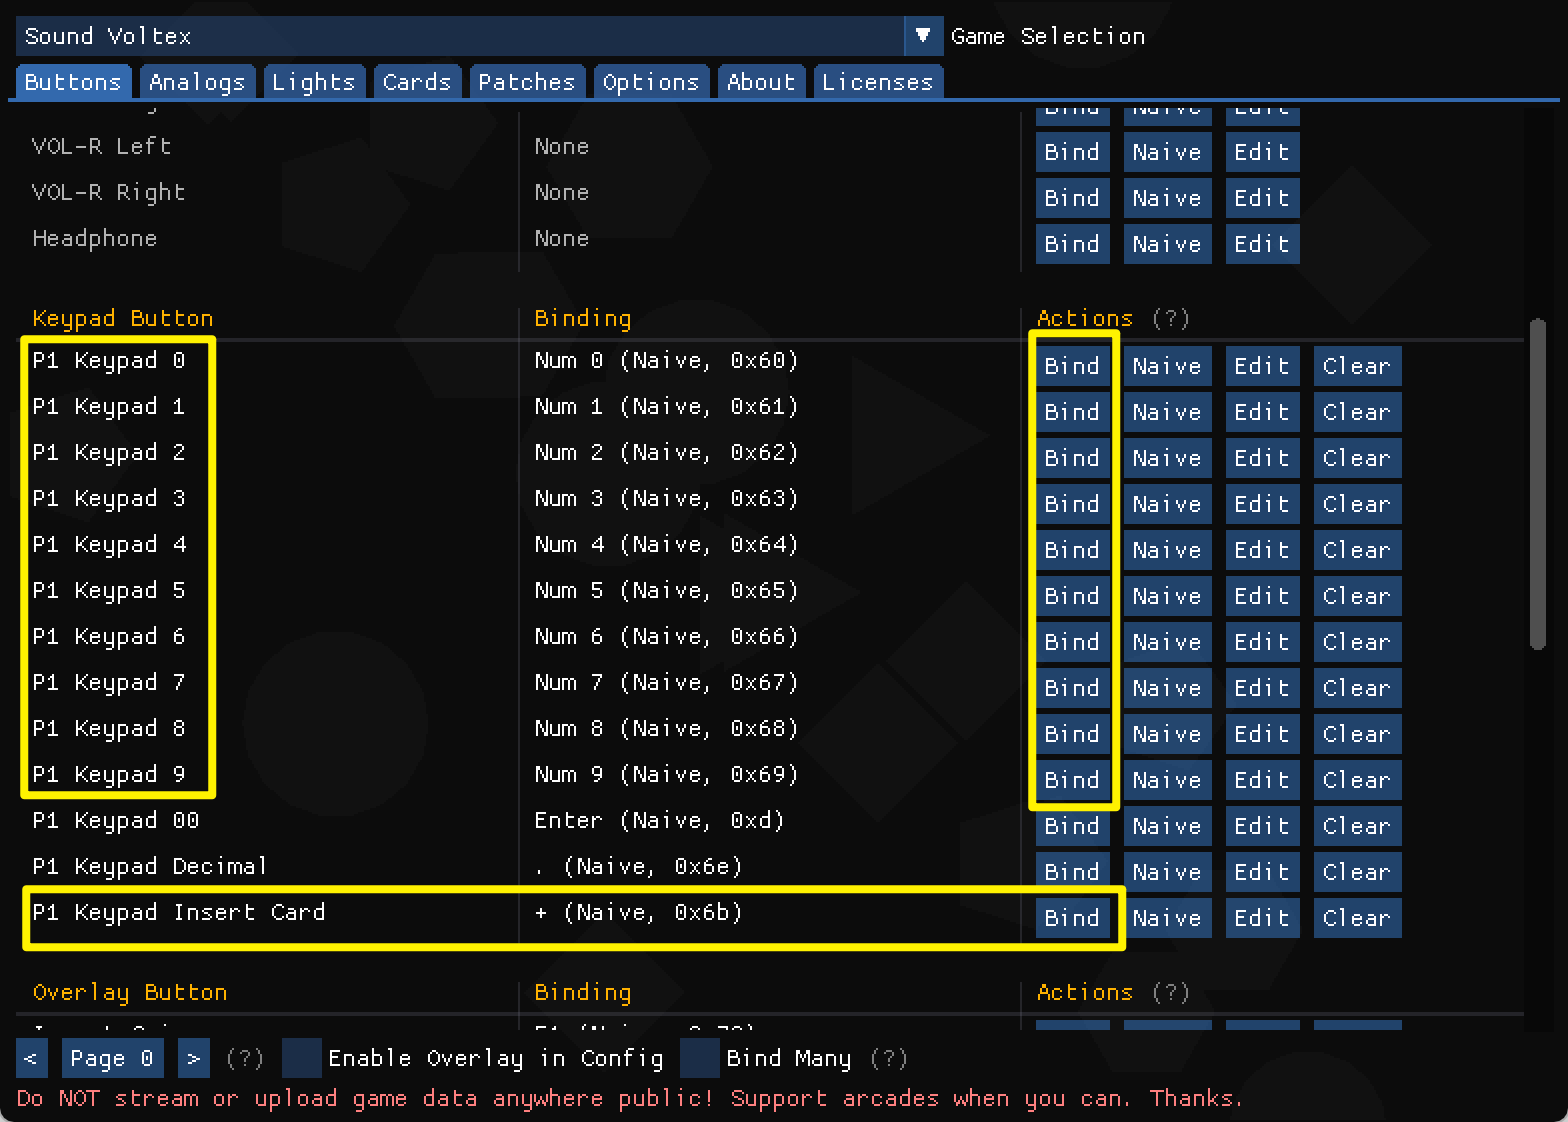 Sound Voltex ▼ Game Selection
Buttons Analogs Lights Cards Patches Options About Licenses
Bind Naive Edit
VOL-R Left None Bind Naive Edit
VOL-R Right None Bind Naive Edit
Headphone None Bind Naive Edit
Keypad Button Binding Actions (?)
P1 Keypad 0 Num 0 (Naive, 0x60) Bind Naive Edit Clear
P1 Keypad 1 Num 1 (Naive, 0x61) Bind Naive Edit Clear
P1 Keypad 2 Num 2 (Naive, 0x62) Bind Naive Edit Clear
P1 Keypad 3 Num 3 (Naive, 0x63) Bind Naive Edit Clear
P1 Keypad 4 Num 4 (Naive, 0x64) Bind Naive Edit Clear
P1 Keypad 5 Num 5 (Naive, 0x65) Bind Naive Edit Clear
P1 Keypad 6 Num 6 (Naive, 0x66) Bind Naive Edit Clear
P1 Keypad 7 Num 7 (Naive, 0x67) Bind Naive Edit Clear
P1 Keypad 8 Num 8 (Naive, 0x68) Bind Naive Edit Clear
P1 Keypad 9 Num 9 (Naive, 0x69) Bind Naive Edit Clear
P1 Keypad 00 Enter (Naive, 0xd) Bind Naive Edit Clear
P1 Keypad Decimal . (Naive, 0x6e) Bind Naive Edit Clear
P1 Keypad Insert Card + (Naive, 0x6b) Bind Naive Edit Clear
Overlay Button Binding Actions (?)
< Page 0 > (?) Enable Overlay in Config Bind Many (?)
Do NOT stream or upload game data anywhere public! Support arcades when you can. Thanks.